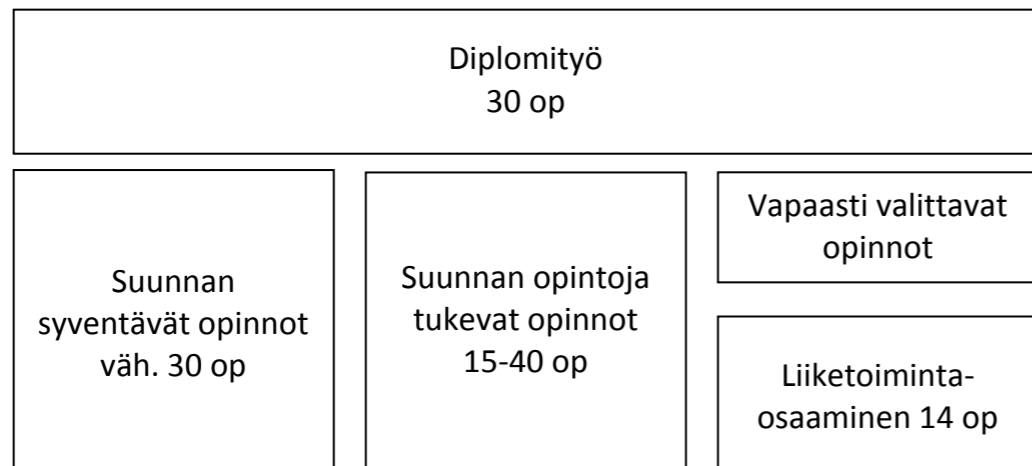 Diplomityö
30 op
Suunnan
syventävät opinnot
väh. 30 op
Suunnan opintoja
tukevat opinnot
15-40 op
Vapaasti valittavat
opinnot
Liiketoiminta-
osaaminen 14 op